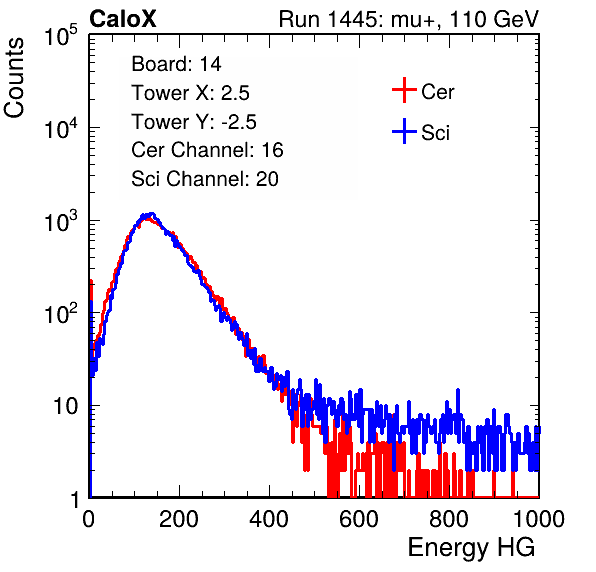 CaloX Run 1445: mu+, 110 GeV
Board: 14
Tower X: 2.5
Tower Y: -2.5
Cer Channel: 16
Sci Channel: 20
Cer
Sci
Counts
10^5
10^4
10^3
10^2
10
1
0 200 400 600 800 1000
Energy HG